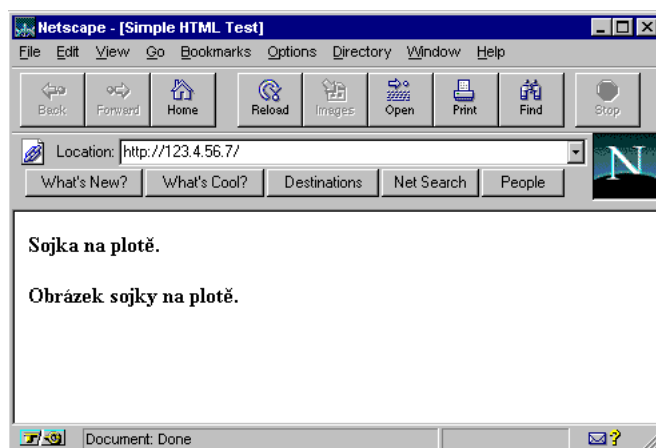 Netscape - [Simple HTML Test]
File Edit View Go Bookmarks Options Directory Window Help
Back Forward Home Reload Images Open Print Find Stop
Location: http://123.4.56.7/
N
What's New? What's Cool? Destinations Net Search People
Sojka na plotě.
Obrázek sojky na plotě.
Document: Done
?